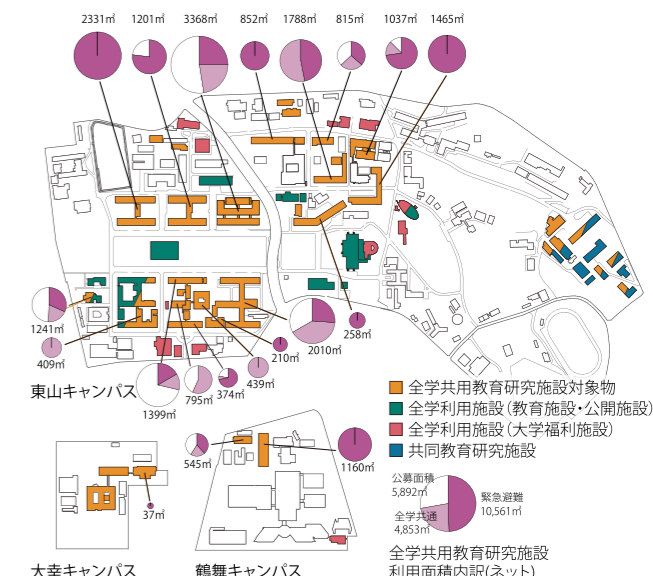 2331㎡ 1201㎡ 3368㎡ 852㎡ 1788㎡ 815㎡ 1037㎡ 1465㎡
1241㎡
409㎡
2010㎡
258㎡
210㎡
439㎡
374㎡
795㎡
1399㎡
東山キャンパス
全学共用教育研究施設対象物
全学利用施設（教育施設・公開施設）
全学利用施設（大学福利施設）
共同教育研究施設
545㎡
1160㎡
37㎡
大幸キャンパス
鶴舞キャンパス
公募面積
5,892㎡
緊急避難
10,561㎡
全学共通
4,853㎡
全学共用教育研究施設
利用面積内訳(ネット)